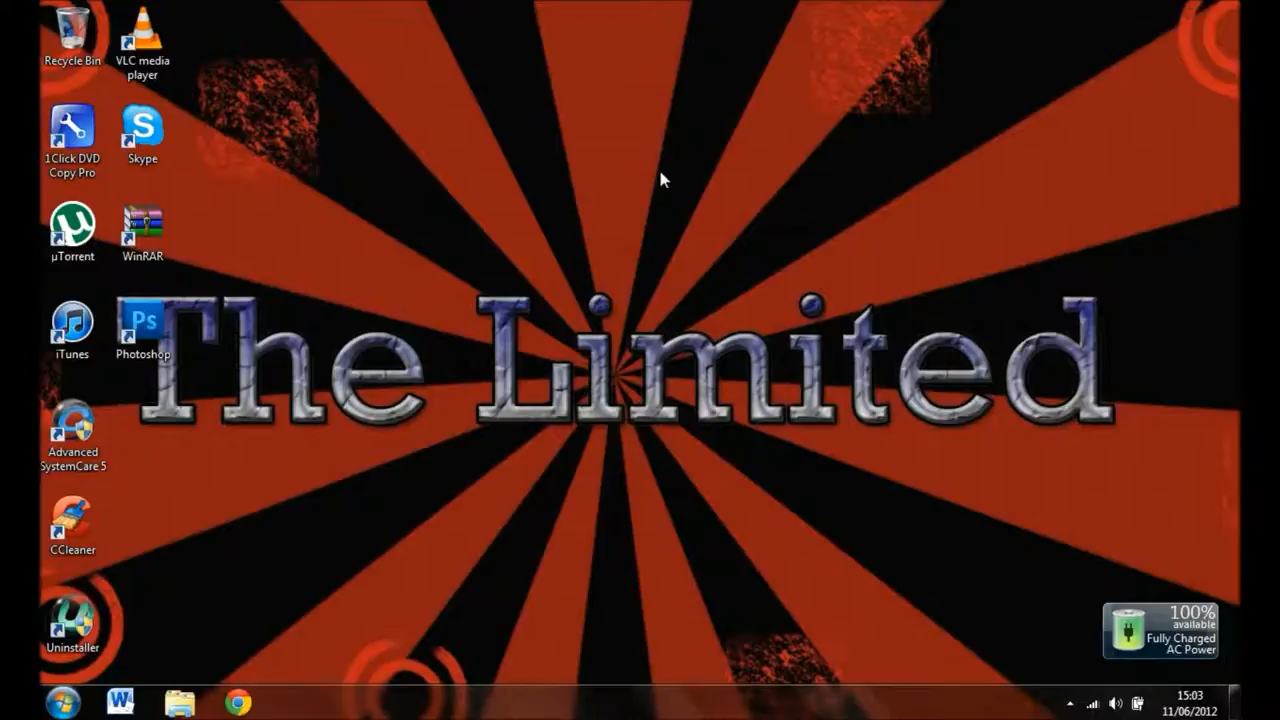 Recycle Bin
VLC media
player
1Click DVD
Copy Pro
Skype
µTorrent
WinRAR
iTunes
Ps
Photoshop
The Limited
Advanced
SystemCare 5
CCleaner
Uninstaller
100%
available
Fully Charged
AC Power
15:03
11/06/2012